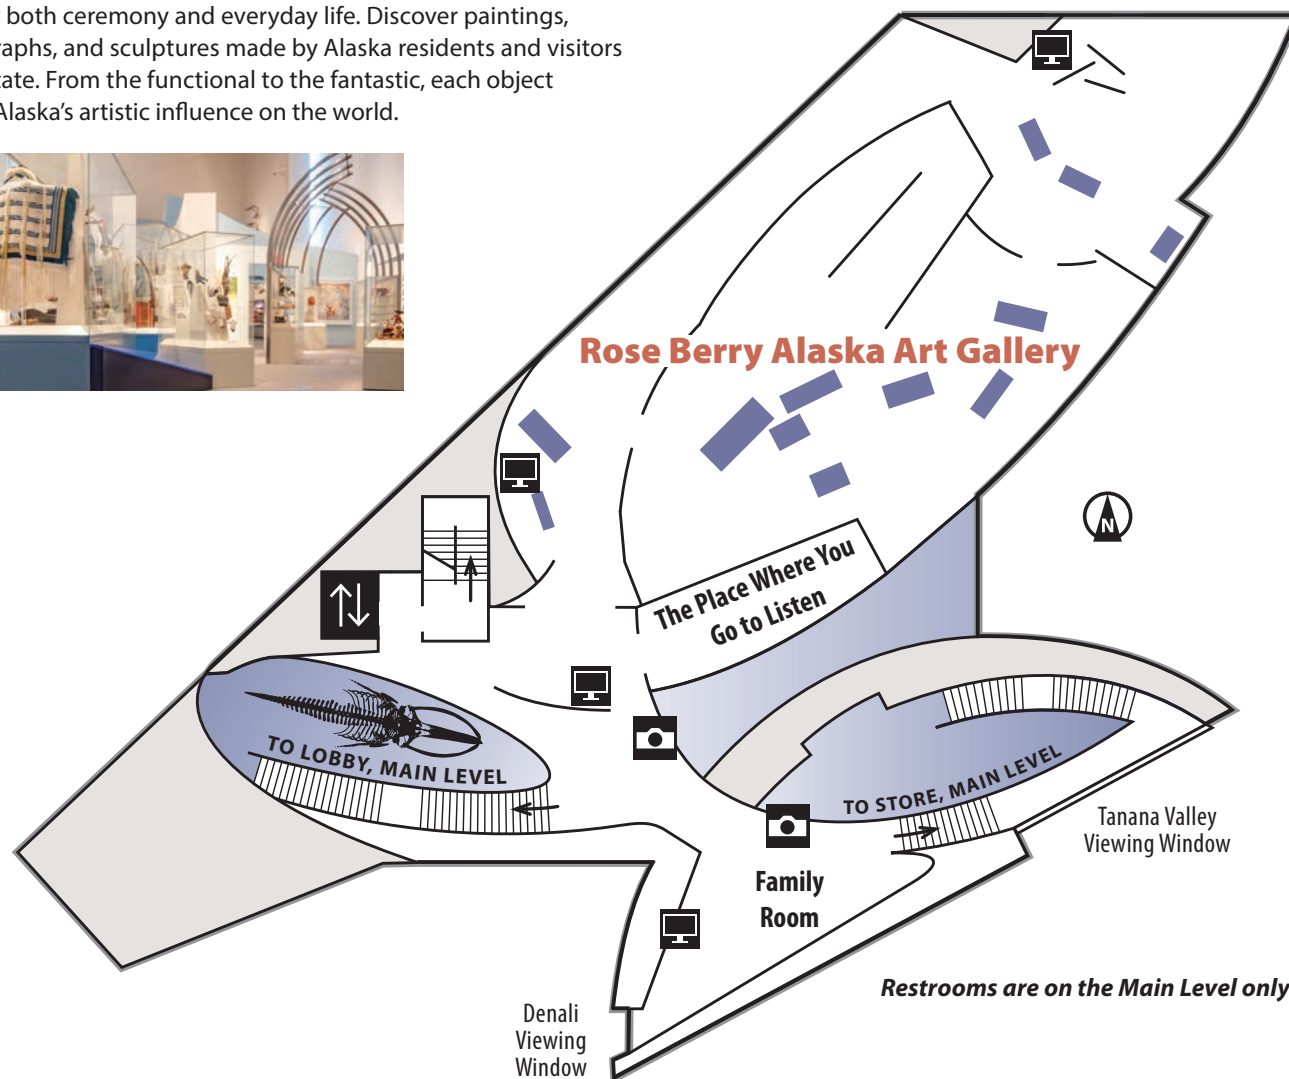 both ceremony and everyday life. Discover paintings,
raphs, and sculptures made by Alaska residents and visitors
tate. From the functional to the fantastic, each object
Alaska’s artistic influence on the world.
Rose Berry Alaska Art Gallery
N
The Place Where You
Go to Listen
TO LOBBY, MAIN LEVEL
TO STORE, MAIN LEVEL
Tanana Valley
Viewing Window
Family
Room
Restrooms are on the Main Level only
Denali
Viewing
Window